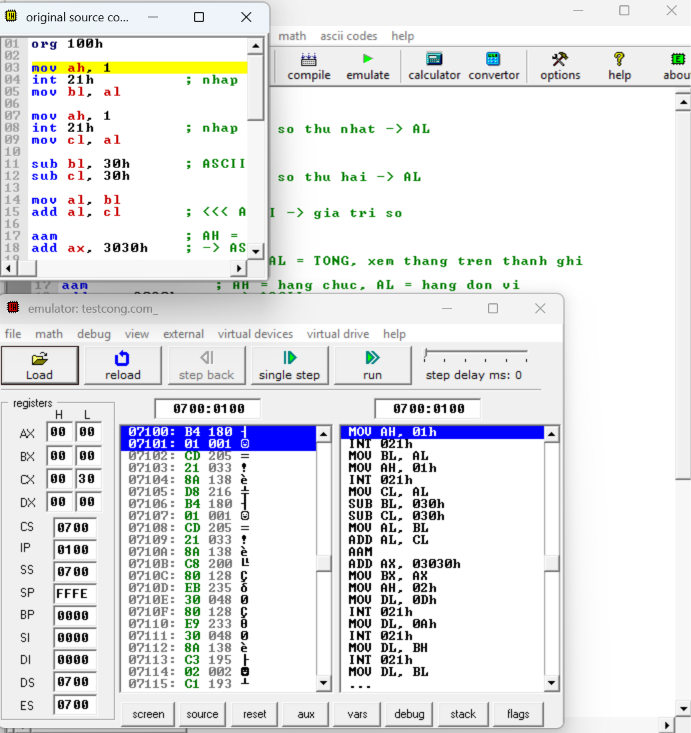 original source co...
math ascii codes help
compile emulate calculator convertor options help abou
01 org 100h
02
03 mov ah, 1
04 int 21h ; nhap
05 mov bl, al
06
07 mov ah, 1
08 int 21h ; nhap
09 mov cl, al
10
11 sub bl, 30h ; ASCII
12 sub cl, 30h
13
14 mov al, bl
15 add al, cl ; <<< A
16
17 aam ; AH =
18 add ax, 3030h ; -> AS
19
so thu nhat -> AL
so thu hai -> AL
I -> gia tri so
AL = TONG, xem thang tren thanh ghi
17 aam ; AH = hang chuc, AL = hang don vi
emulator: testcong.com_
file math debug view external virtual devices virtual drive help
Load reload step back single step run step delay ms: 0
registers
H L
AX 00 00
BX 00 00
CX 00 30
DX 00 00
CS 0700
IP 0100
SS 0700
SP FFFE
BP 0000
SI 0000
DI 0000
DS 0700
ES 0700
0700:0100
07100: B4 180 ┤
07101: 01 001 ☺
07102: CD 205 =
07103: 21 033 !
07104: 8A 138 è
07105: D8 216 ╪
07106: B4 180 ┤
07107: 01 001 ☺
07108: CD 205 =
07109: 21 033 !
0710A: 8A 138 è
0710B: C8 200 ╚
0710C: 80 128 Ç
0710D: EB 235 δ
0710E: 30 048 0
0710F: 80 128 Ç
07110: E9 233 θ
07111: 30 048 0
07112: 8A 138 è
07113: C3 195 ├
07114: 02 002 ☻
07115: C1 193 ┴
0700:0100
MOV AH, 01h
INT 021h
MOV BL, AL
MOV AH, 01h
INT 021h
MOV CL, AL
SUB BL, 030h
SUB CL, 030h
MOV AL, BL
ADD AL, CL
AAM
ADD AX, 03030h
MOV BX, AX
MOV AH, 02h
MOV DL, 0Dh
INT 021h
MOV DL, 0Ah
INT 021h
MOV DL, BH
INT 021h
MOV DL, BL
...
screen source reset aux vars debug stack flags